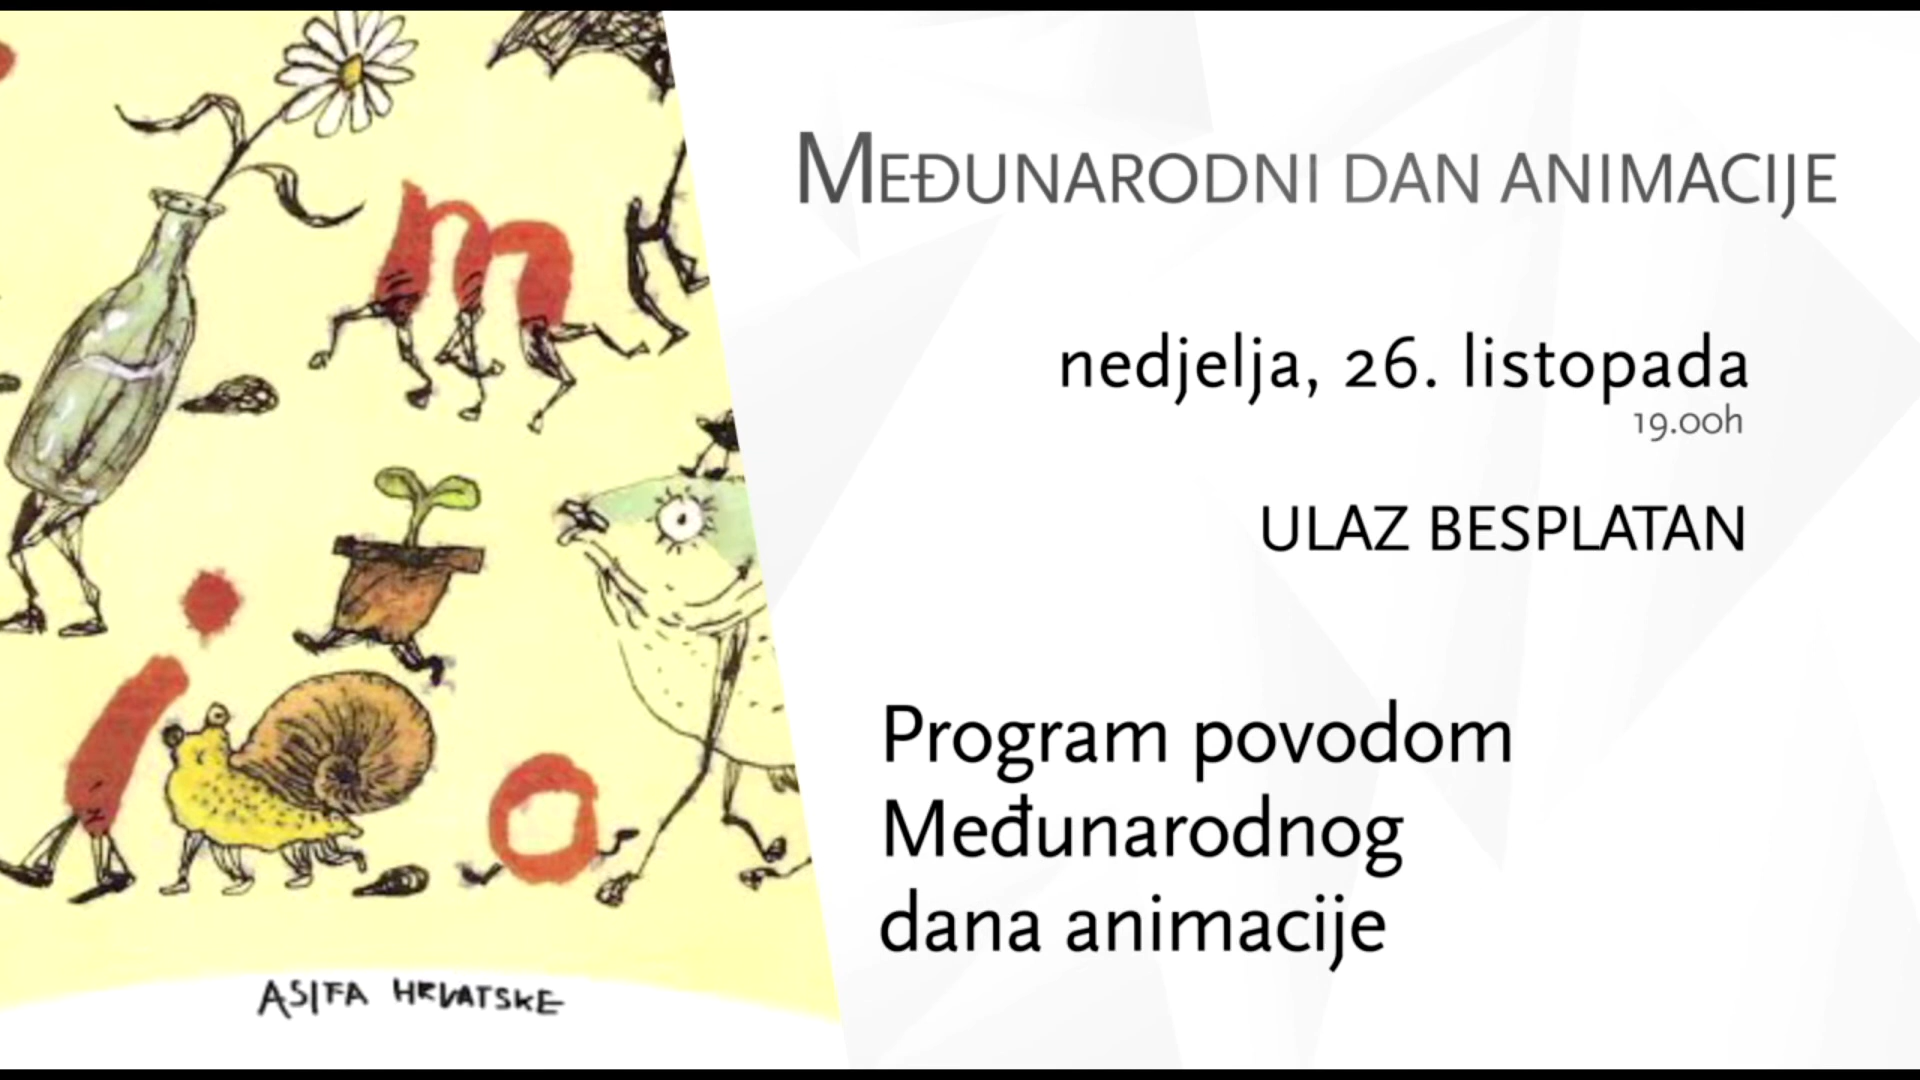 MEĐUNARODNI DAN ANIMACIJE
nedjelja, 26. listopada
19.00h
ULAZ BESPLATAN
Program povodom
Međunarodnog
dana animacije
m
i
o
ASIFA HRVATSKE